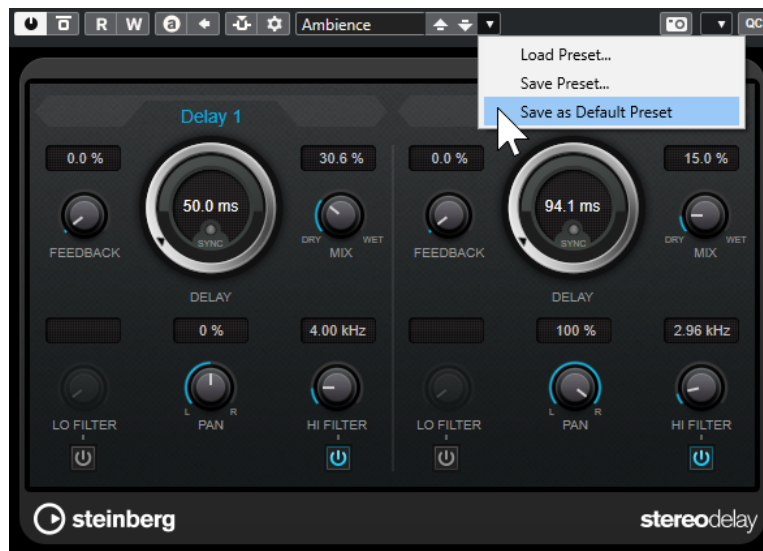 R W a Ambience QC
Load Preset...
Save Preset...
Save as Default Preset
Delay 1
0.0 % 30.6 % 0.0 % 15.0 %
50.0 ms 94.1 ms
SYNC SYNC
DRY WET DRY WET
FEEDBACK MIX FEEDBACK MIX
DELAY DELAY
0 % 4.00 kHz 100 % 2.96 kHz
L R L R
LO FILTER PAN HI FILTER LO FILTER PAN HI FILTER
steinberg stereodelay